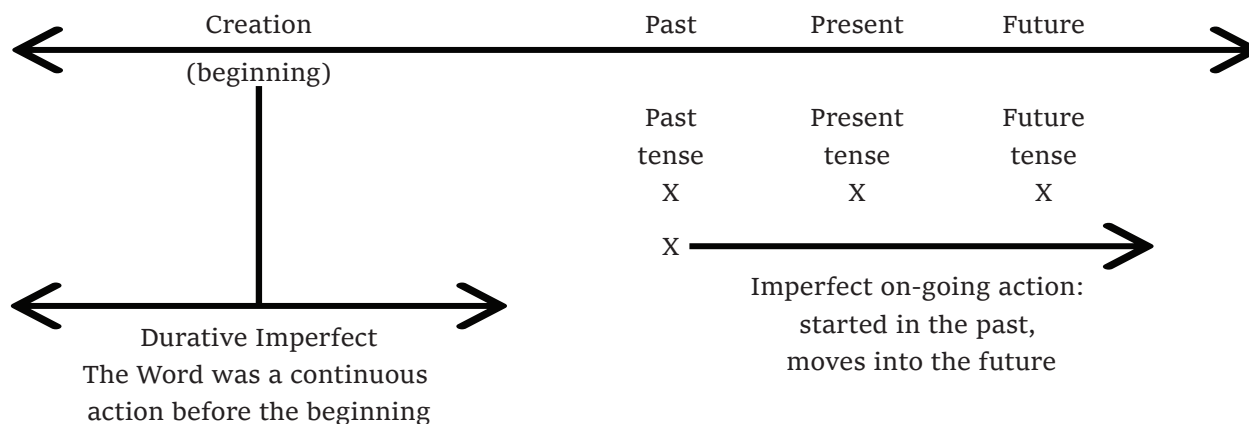 Creation Past Present Future
(beginning)
Past Present Future
tense tense tense
X X X
X
Imperfect on-going action:
started in the past,
moves into the future
Durative Imperfect
The Word was a continuous
action before the beginning